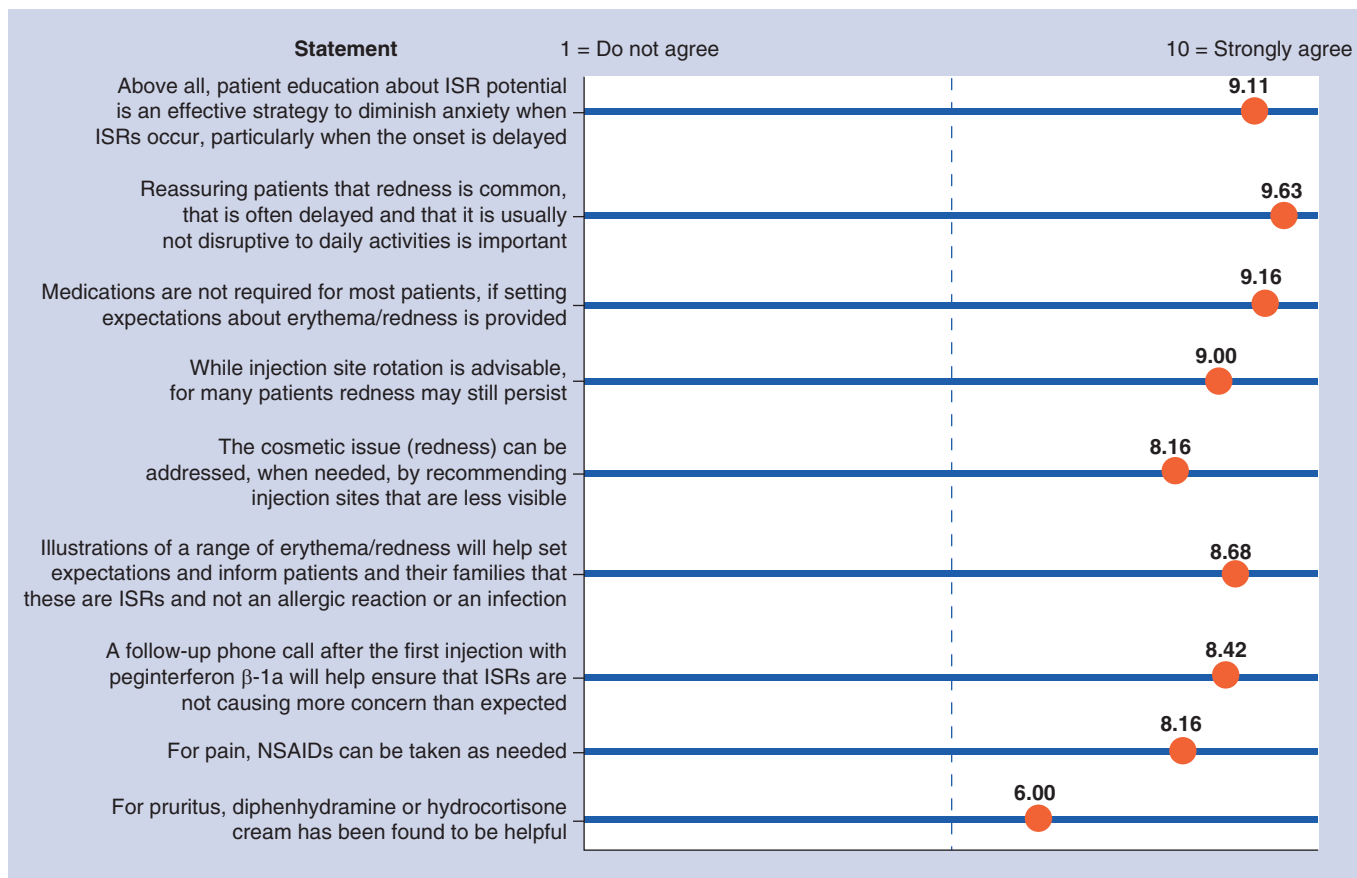 Statement
1 = Do not agree
10 = Strongly agree
Above all, patient education about ISR potential
is an effective strategy to diminish anxiety when
ISRs occur, particularly when the onset is delayed
9.11
Reassuring patients that redness is common,
that is often delayed and that it is usually
not disruptive to daily activities is important
9.63
Medications are not required for most patients, if setting
expectations about erythema/redness is provided
9.16
While injection site rotation is advisable,
for many patients redness may still persist
9.00
The cosmetic issue (redness) can be
addressed, when needed, by recommending
injection sites that are less visible
8.16
Illustrations of a range of erythema/redness will help set
expectations and inform patients and their families that
these are ISRs and not an allergic reaction or an infection
8.68
A follow-up phone call after the first injection with
peginterferon β-1a will help ensure that ISRs are
not causing more concern than expected
8.42
For pain, NSAIDs can be taken as needed
8.16
For pruritus, diphenhydramine or hydrocortisone
cream has been found to be helpful
6.00